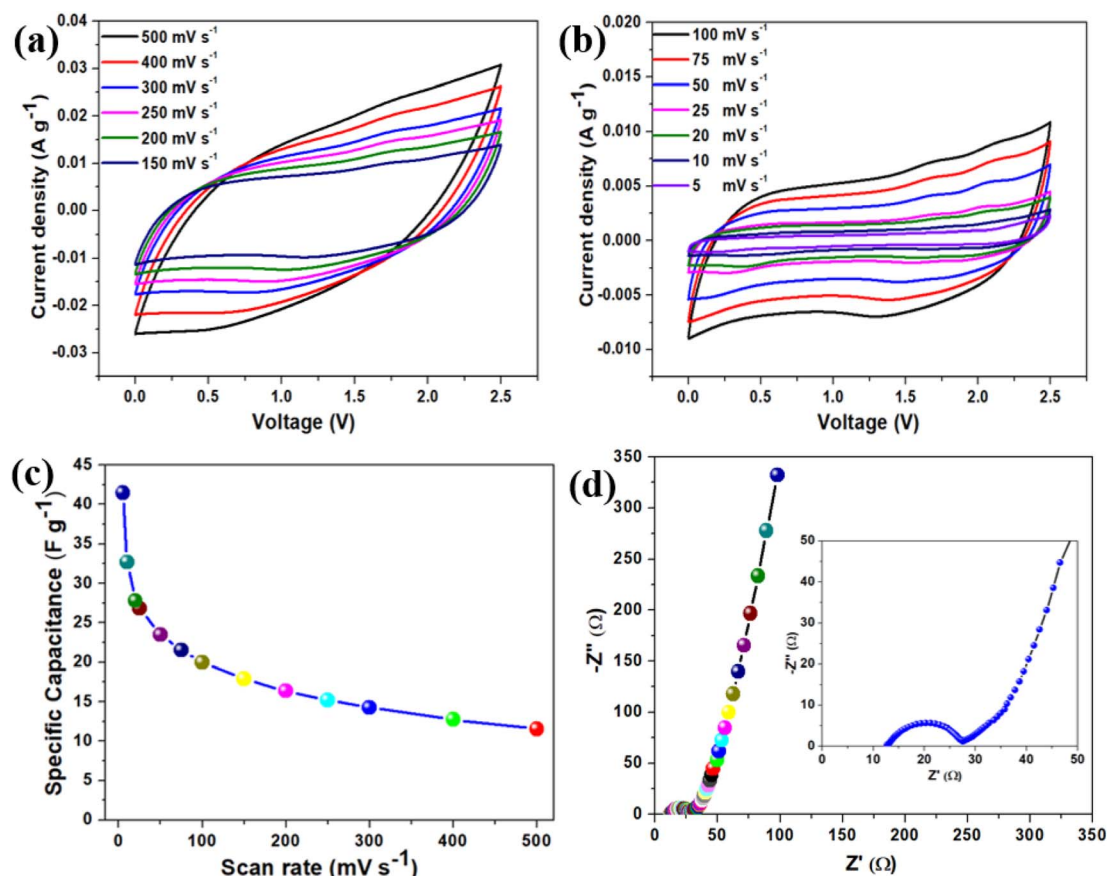 (a)
500 mV s⁻¹
400 mV s⁻¹
300 mV s⁻¹
250 mV s⁻¹
200 mV s⁻¹
150 mV s⁻¹
0.04
0.03
0.02
0.01
0.00
-0.01
-0.02
-0.03
Current density (A g⁻¹)
0.0 0.5 1.0 1.5 2.0 2.5
Voltage (V)
(b)
100 mV s⁻¹
75 mV s⁻¹
50 mV s⁻¹
25 mV s⁻¹
20 mV s⁻¹
10 mV s⁻¹
5 mV s⁻¹
0.020
0.015
0.010
0.005
0.000
-0.005
-0.010
Current density (A g⁻¹)
0.0 0.5 1.0 1.5 2.0 2.5
Voltage (V)
(c)
45
40
35
30
25
20
15
10
5
0
Specific Capacitance (F g⁻¹)
0 100 200 300 400 500
Scan rate (mV s⁻¹)
(d)
350
300
250
200
150
100
50
0
-Z'' (Ω)
0 50 100 150 200 250 300 350
Z' (Ω)
50
40
30
20
10
0
-Z'' (Ω)
0 10 20 30 40 50
Z' (Ω)